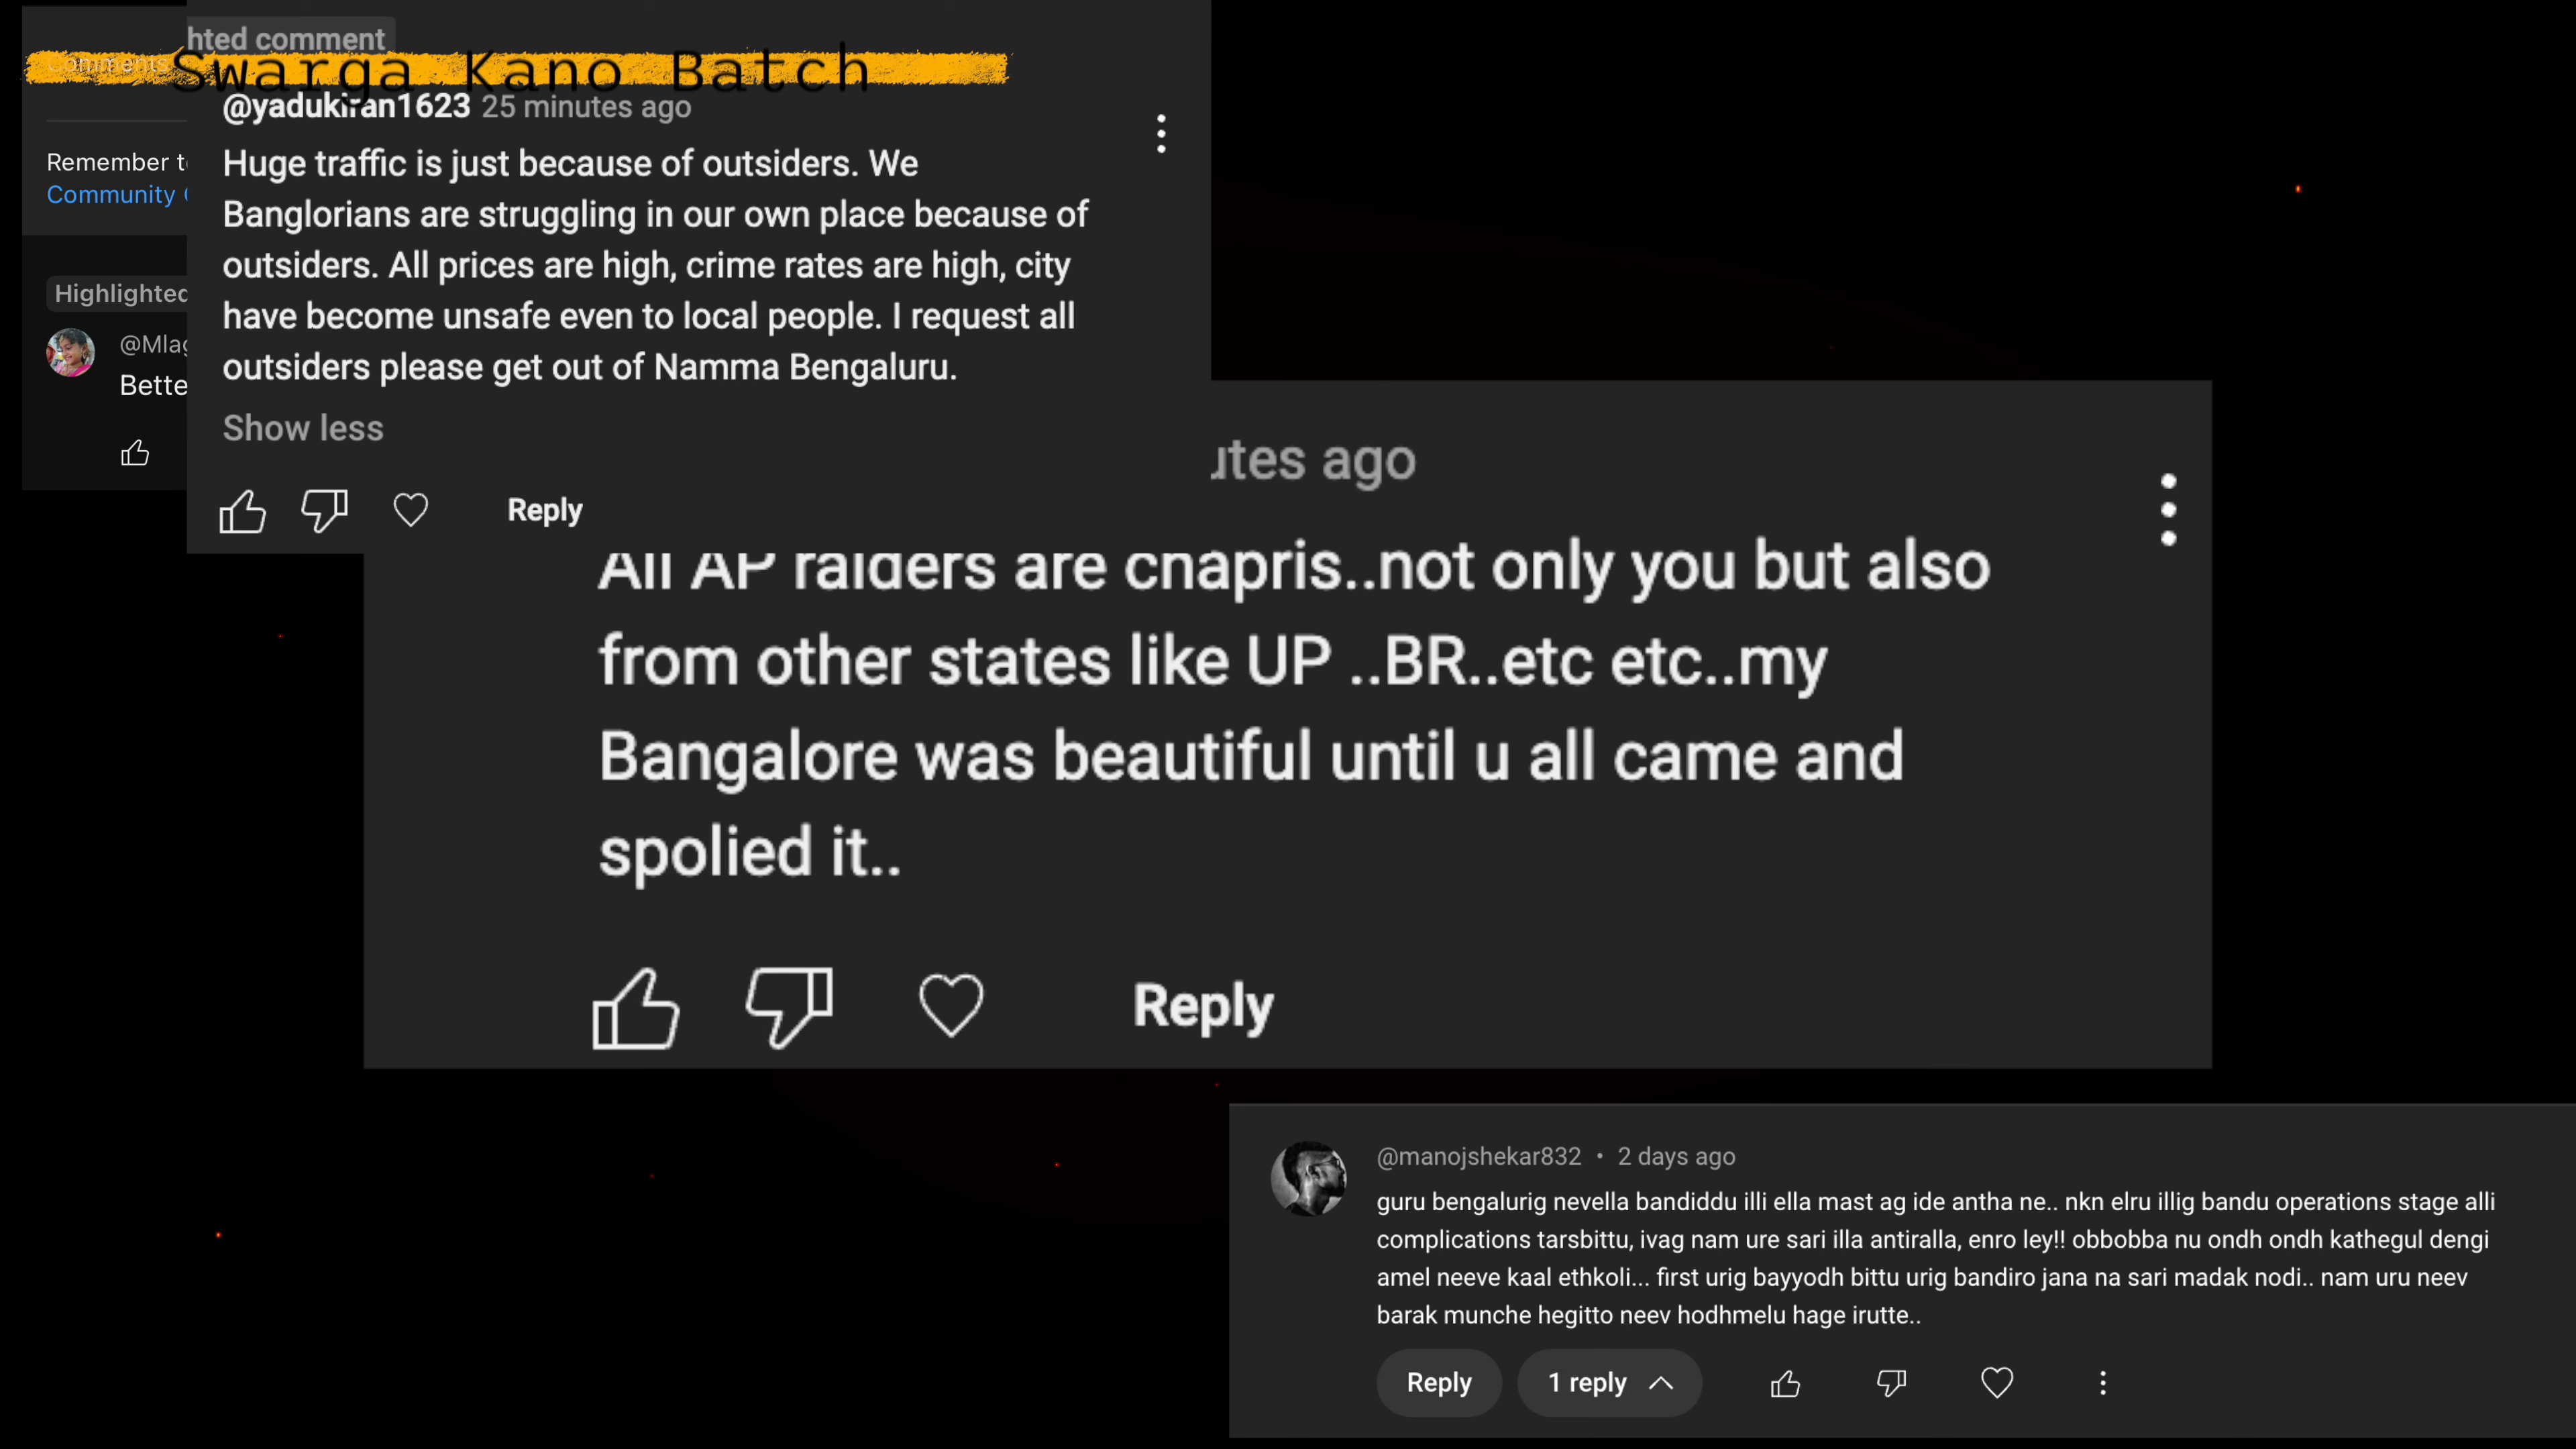 hted comment
Comments
Swarga Kano Batch
@yadukiran1623 25 minutes ago
Remember t
Community
Huge traffic is just because of outsiders. We
Banglorians are struggling in our own place because of
outsiders. All prices are high, crime rates are high, city
have become unsafe even to local people. I request all
outsiders please get out of Namma Bengaluru.
Show less
Reply
Highlighted
@Mlag
Bette
utes ago
All AP raiders are chapris..not only you but also
from other states like UP ..BR..etc etc..my
Bangalore was beautiful until u all came and
spolied it..
Reply
@manojshekar832 • 2 days ago
guru bengalurig nevella bandiddu illi ella mast ag ide antha ne.. nkn elru illig bandu operations stage alli
complications tarsbittu, ivag nam ure sari illa antiralla, enro ley!! obbobba nu ondh ondh kathegul dengi
amel neeve kaal ethkoli... first urig bayyodh bittu urig bandiro jana na sari madak nodi.. nam uru neev
barak munche hegitto neev hodhmelu hage irutte..
Reply
1 reply